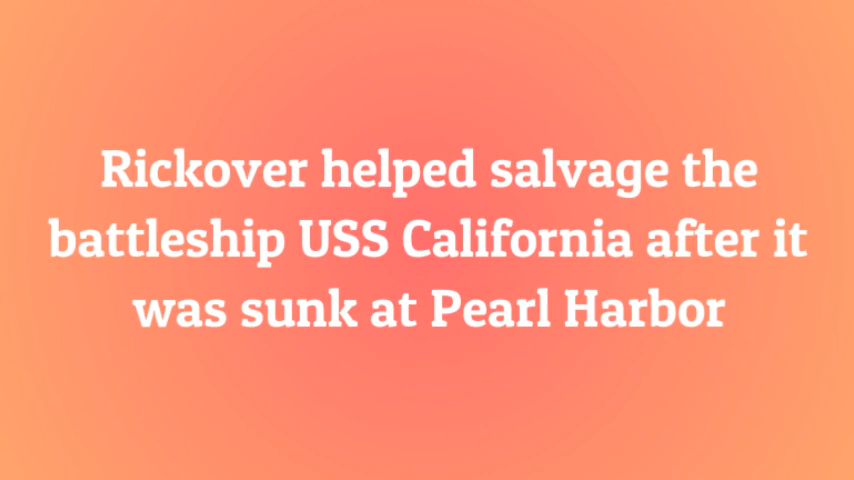 Rickover helped salvage the
battleship USS California after it
was sunk at Pearl Harbor